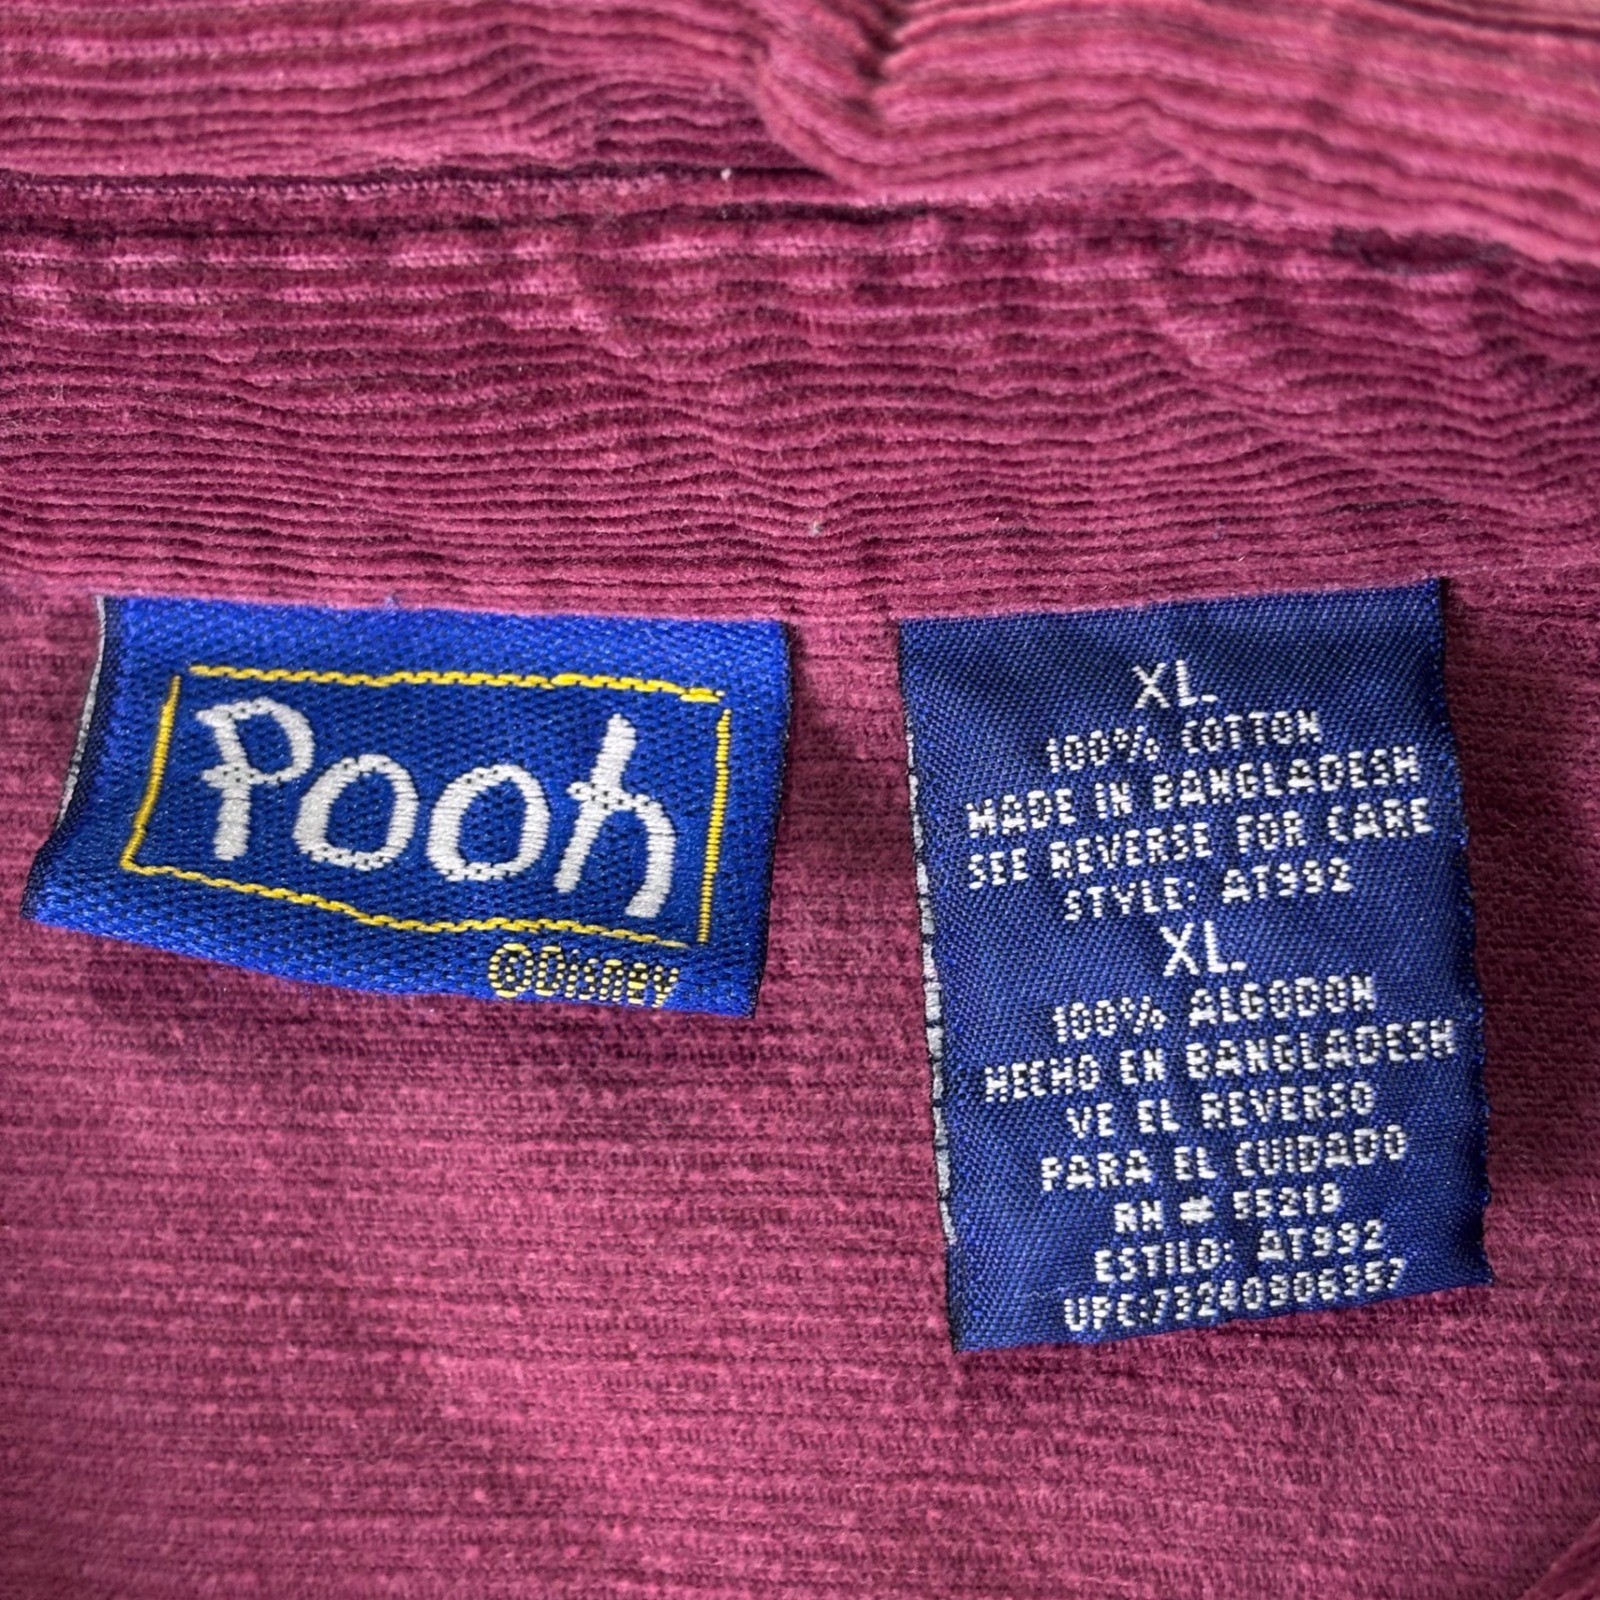 Pooh
©Disney
XL
100% COTTON
MADE IN BANGLADESH
SEE REVERSE FOR CARE
STYLE: AT992
XL
100% ALGODON
HECHO EN BANGLADESH
VE EL REVERSO
PARA EL CUIDADO
RN # 55219
ESTILO: AT992